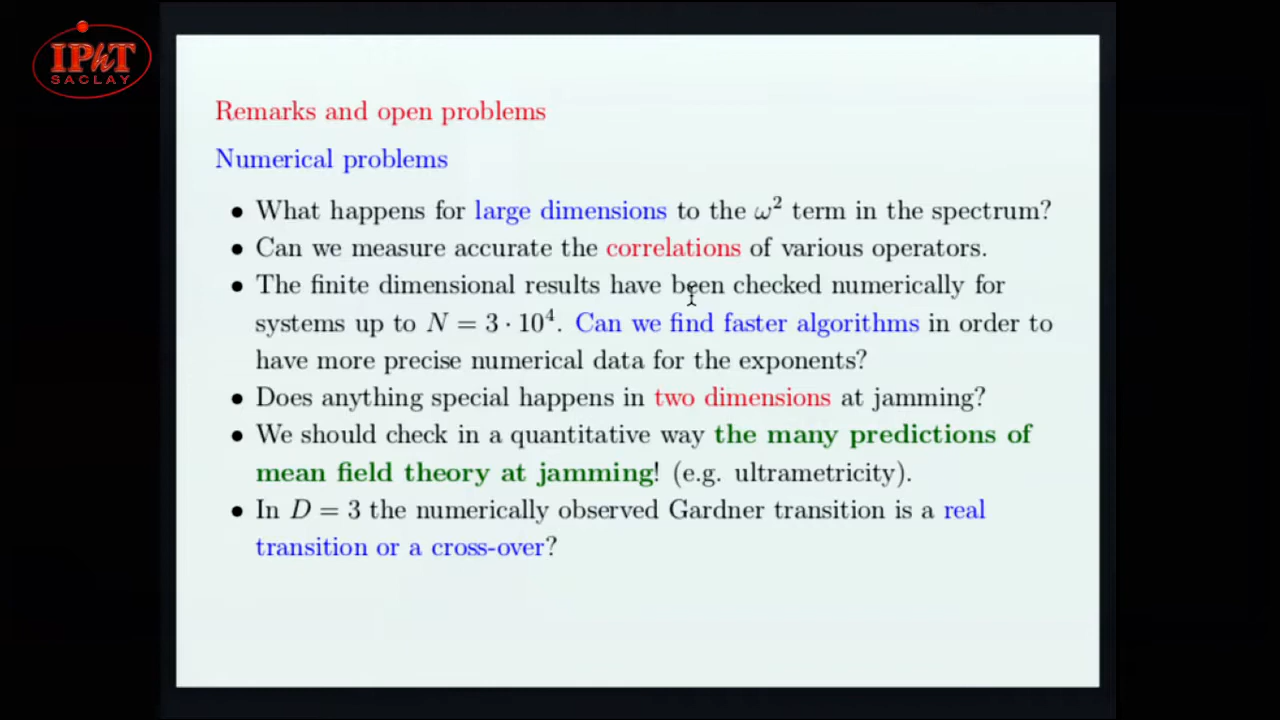 IPhT
SACLAY
Remarks and open problems
Numerical problems
• What happens for large dimensions to the ω² term in the spectrum?
• Can we measure accurate the correlations of various operators.
• The finite dimensional results have been checked numerically for
systems up to N = 3 · 10⁴. Can we find faster algorithms in order to
have more precise numerical data for the exponents?
• Does anything special happens in two dimensions at jamming?
• We should check in a quantitative way the many predictions of
mean field theory at jamming! (e.g. ultrametricity).
• In D = 3 the numerically observed Gardner transition is a real
transition or a cross-over?